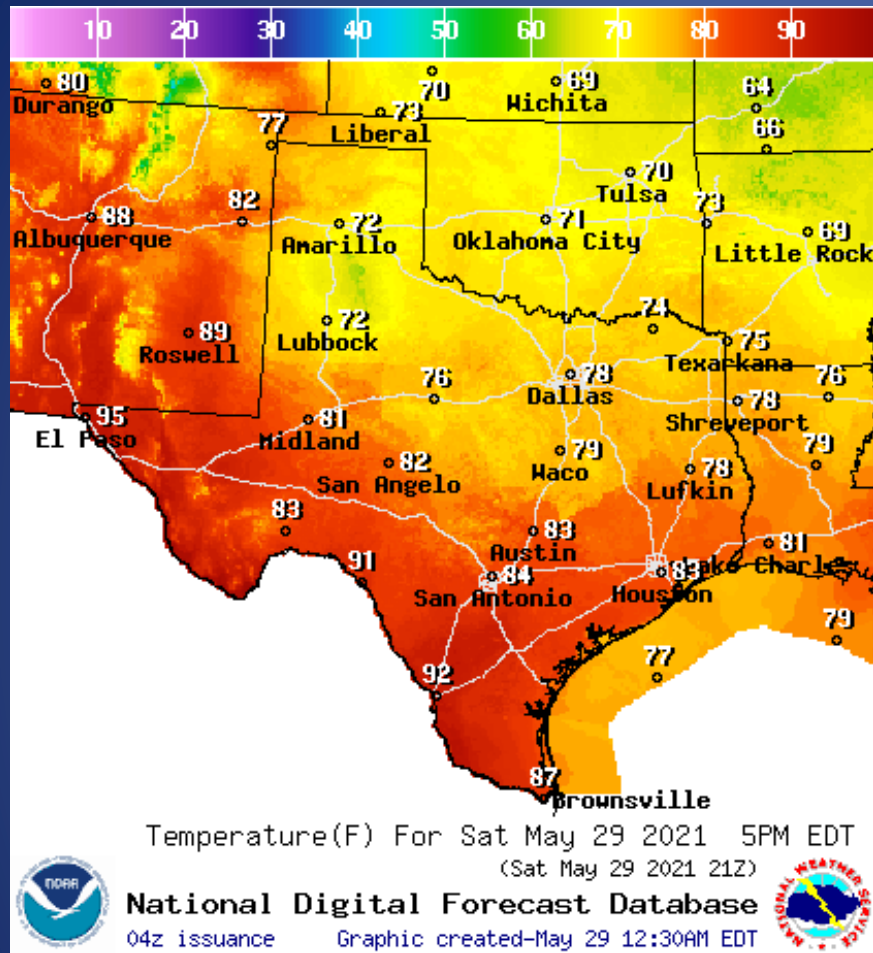 10 20 30 40 50 60 70 80 90
80
Durango
70
73
Liberal
69
Wichita
64
66
77
70
Tulsa
88
Albuquerque
82
72
Amarillo
71
Oklahoma City
73
69
Little Rock
89
Roswell
72
Lubbock
74
75
Texarkana
76
78
Dallas
78
Shreveport
76
95
El Paso
81
Midland
82
San Angelo
79
Waco
78
Lufkin
79
83
83
Austin
81
Lake Charles
91
84
San Antonio
83
Houston
79
77
92
87
Brownsville
Temperature(F) For Sat May 29 2021 5PM EDT
(Sat May 29 2021 21Z)
NOAA
National Digital Forecast Database
NATIONAL WEATHER SERVICE
04z issuance Graphic created-May 29 12:30AM EDT